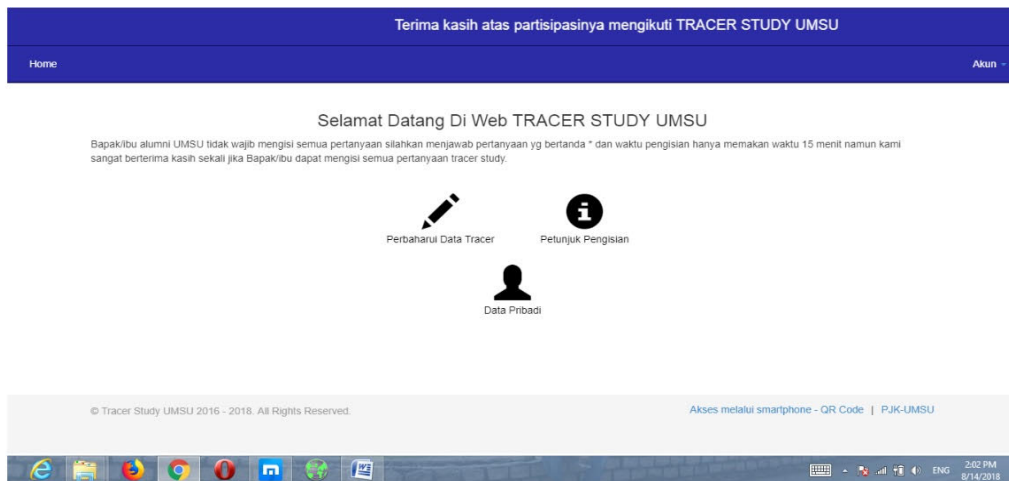 Terima kasih atas partisipasinya mengikuti TRACER STUDY UMSU
Home
Akun
Selamat Datang Di Web TRACER STUDY UMSU
Bapak/ibu alumni UMSU tidak wajib mengisi semua pertanyaan silahkan menjawab pertanyaan yg bertanda * dan waktu pengisian hanya memakan waktu 15 menit namun kami
sangat berterima kasih sekali jika Bapak/ibu dapat mengisi semua pertanyaan tracer study.
Perbaharui Data Tracer
Petunjuk Pengisian
Data Pribadi
© Tracer Study UMSU 2016 - 2018. All Rights Reserved.
Akses melalui smartphone - QR Code | PJK-UMSU
ENG
2:02 PM
8/14/2018